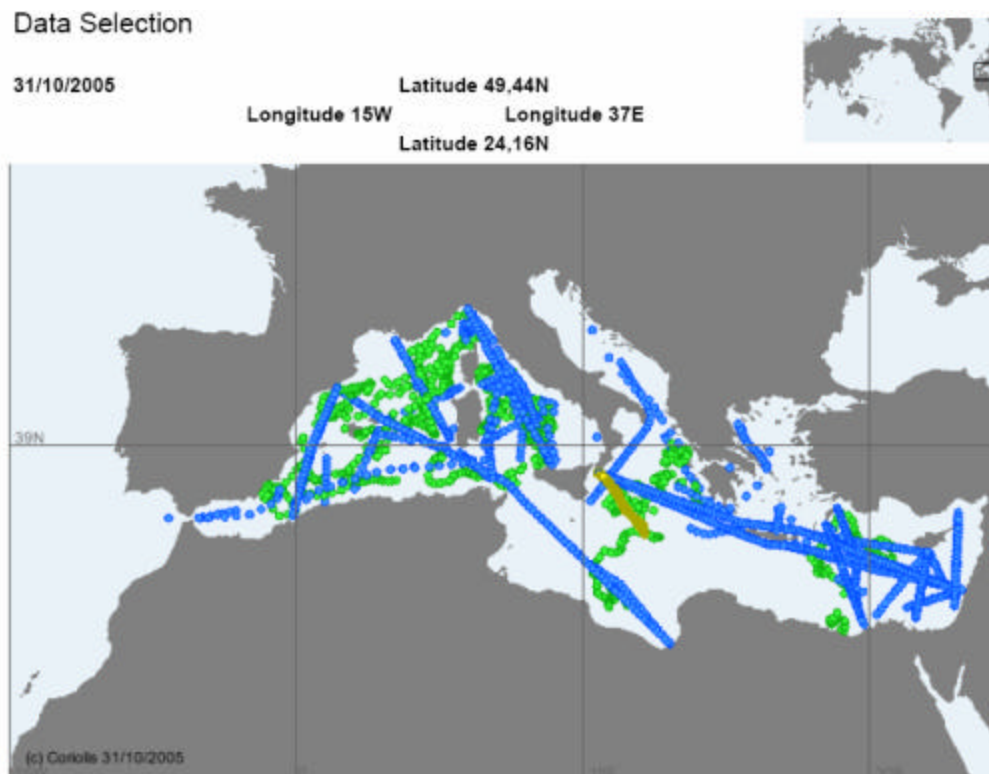 Data Selection
31/10/2005
Latitude 49,44N
Longitude 15W Longitude 37E
Latitude 24,16N
39N
(c) Coriolis 31/10/2005